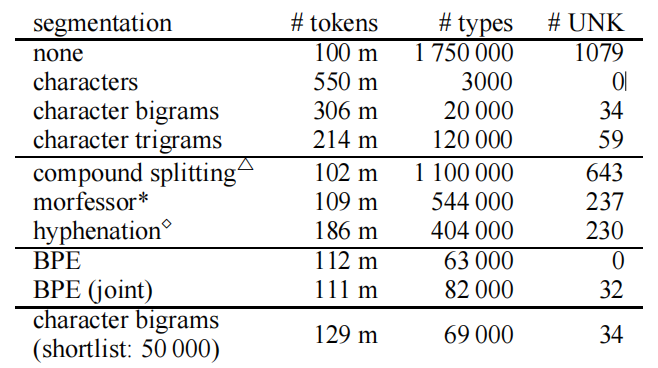 segmentation # tokens # types # UNK
none 100 m 1 750 000 1079
characters 550 m 3000 0
character bigrams 306 m 20 000 34
character trigrams 214 m 120 000 59
compound splitting△ 102 m 1 100 000 643
morfessor* 109 m 544 000 237
hyphenation⋄ 186 m 404 000 230
BPE 112 m 63 000 0
BPE (joint) 111 m 82 000 32
character bigrams
(shortlist: 50 000) 129 m 69 000 34